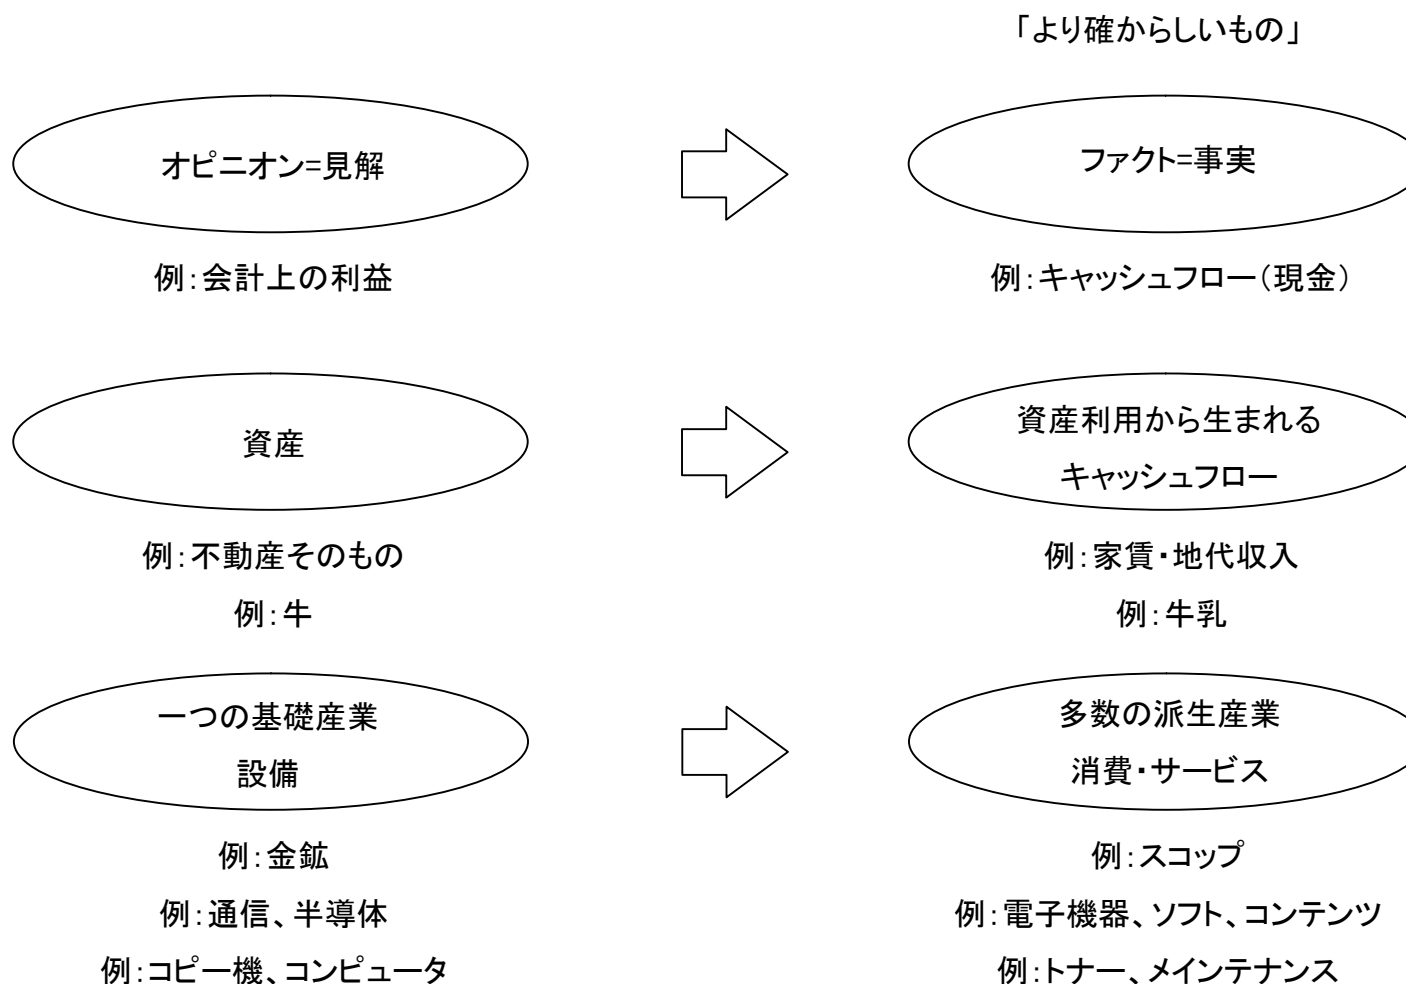 「より確からしいもの」
オピニオン=見解
ファクト=事実
例:会計上の利益
例:キャッシュフロー(現金)
資産
資産利用から生まれる
キャッシュフロー
例:不動産そのもの
例:牛
例:家賃・地代収入
例:牛乳
一つの基礎産業
設備
多数の派生産業
消費・サービス
例:金鉱
例:通信、半導体
例:コピー機、コンピュータ
例:スコップ
例:電子機器、ソフト、コンテンツ
例:トナー、メインテナンス